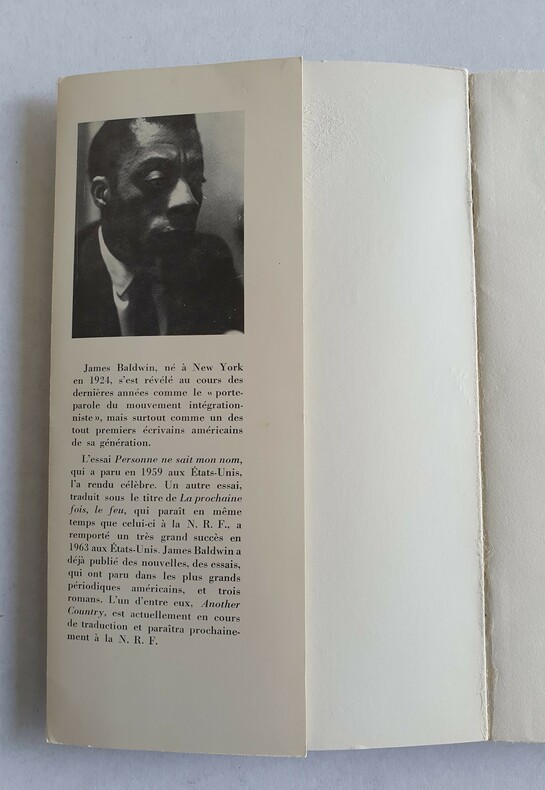 James Baldwin, né à New York
en 1924, s'est révélé au cours des
dernières années comme le « porte-
parole du mouvement intégration-
niste », mais surtout comme un des
tout premiers écrivains américains
de sa génération.
L'essai Personne ne sait mon nom,
qui a paru en 1959 aux États-Unis,
l'a rendu célèbre. Un autre essai,
traduit sous le titre de La prochaine
fois, le feu, qui paraît en même
temps que celui-ci à la N. R. F., a
remporté un très grand succès en
1963 aux États-Unis. James Baldwin a
déjà publié des nouvelles, des essais,
qui ont paru dans les plus grands
périodiques américains, et trois
romans. L'un d'entre eux, Another
Country, est actuellement en cours
de traduction et paraîtra prochaine-
ment à la N. R. F.